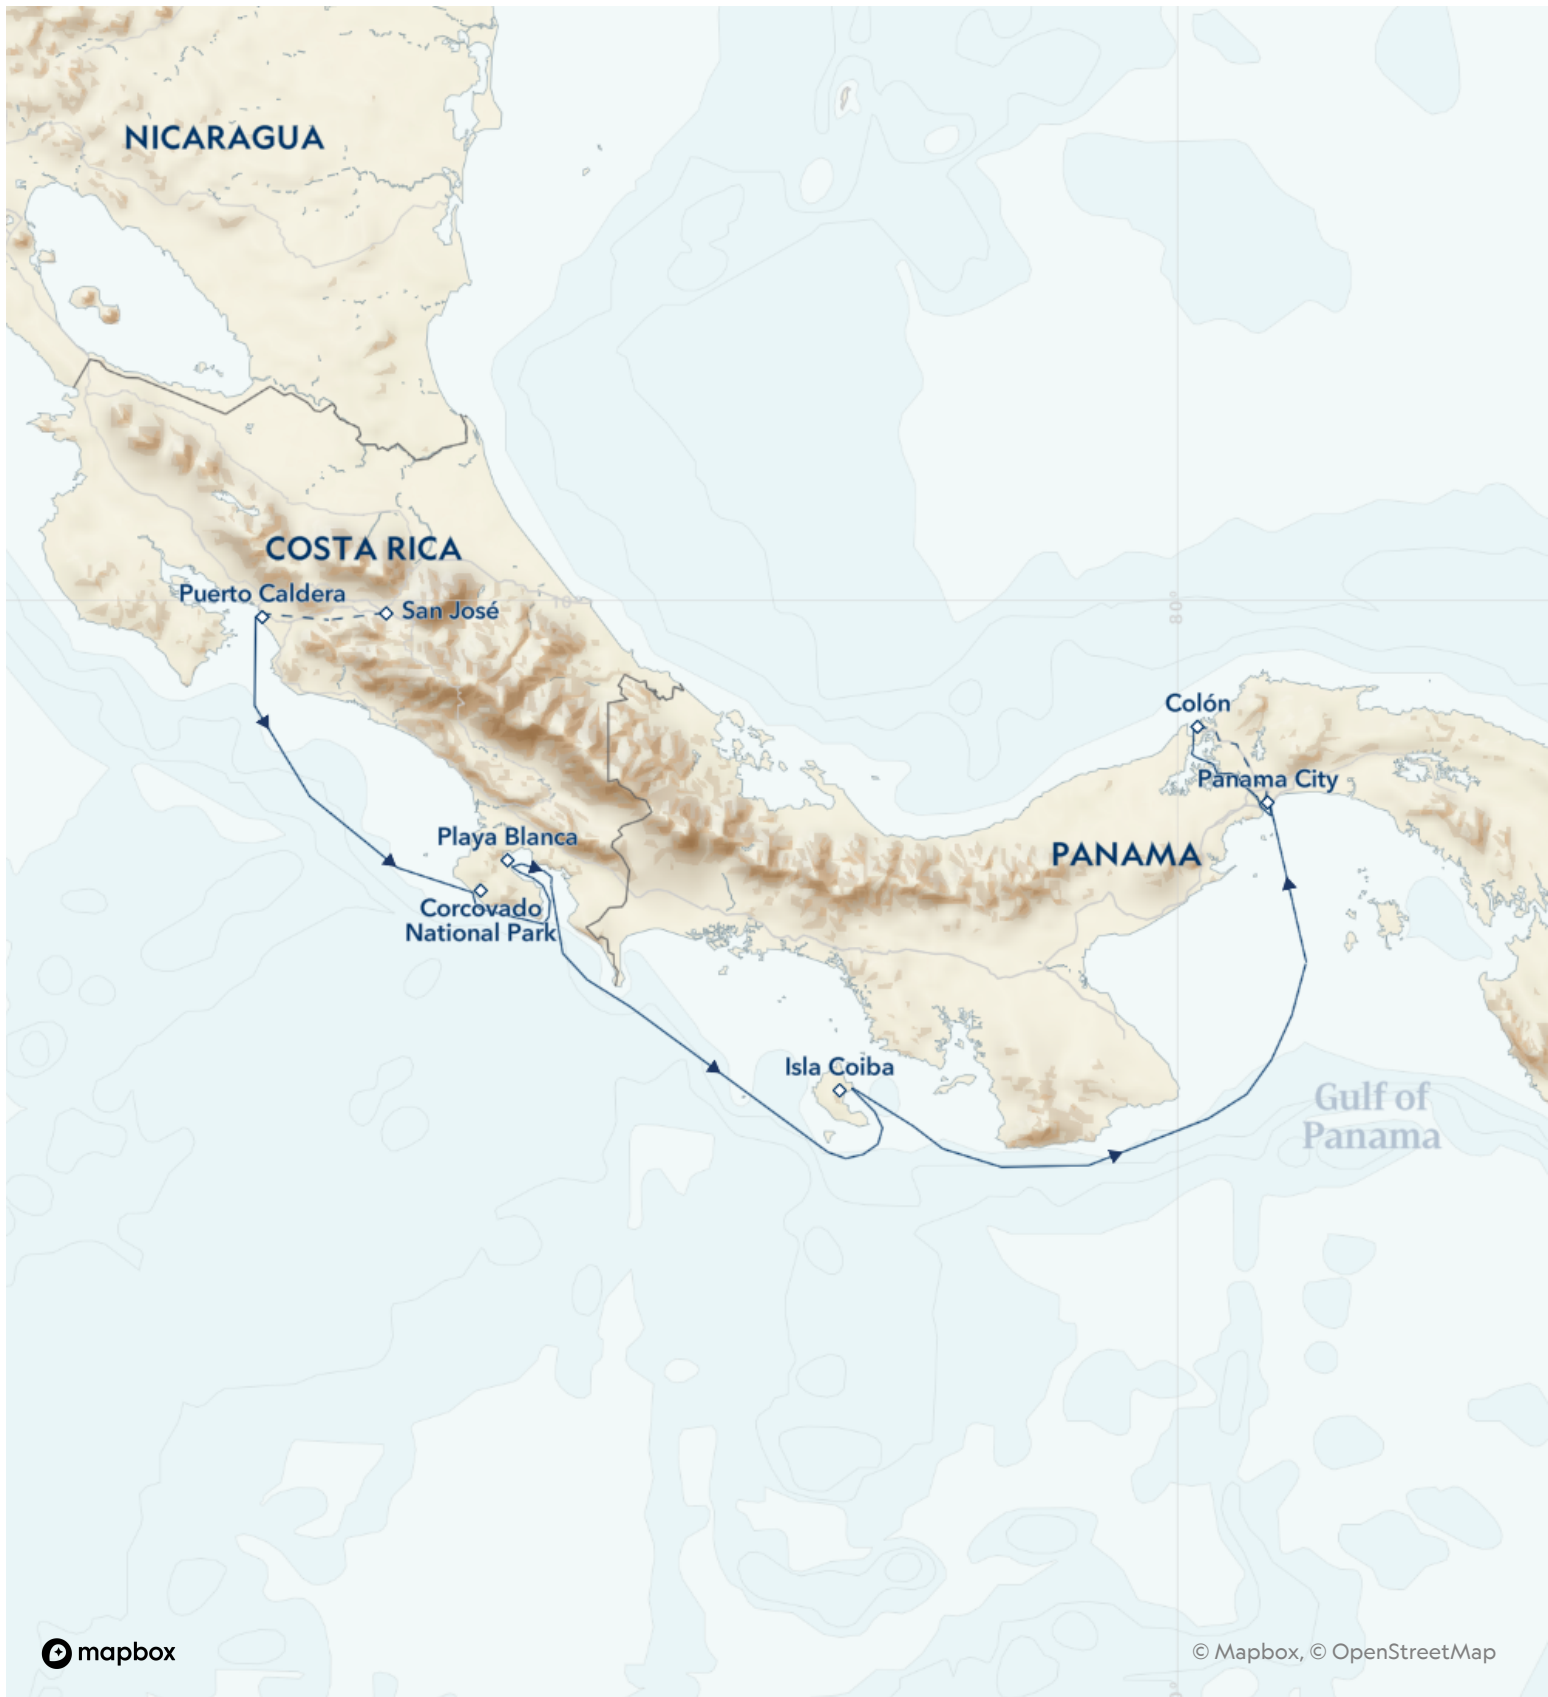 NICARAGUA
COSTA RICA
Puerto Caldera
San José
10°
80°
Colón
Panama City
Playa Blanca
PANAMA
Corcovado
National Park
Isla Coiba
Gulf of
Panama
mapbox
© Mapbox, © OpenStreetMap